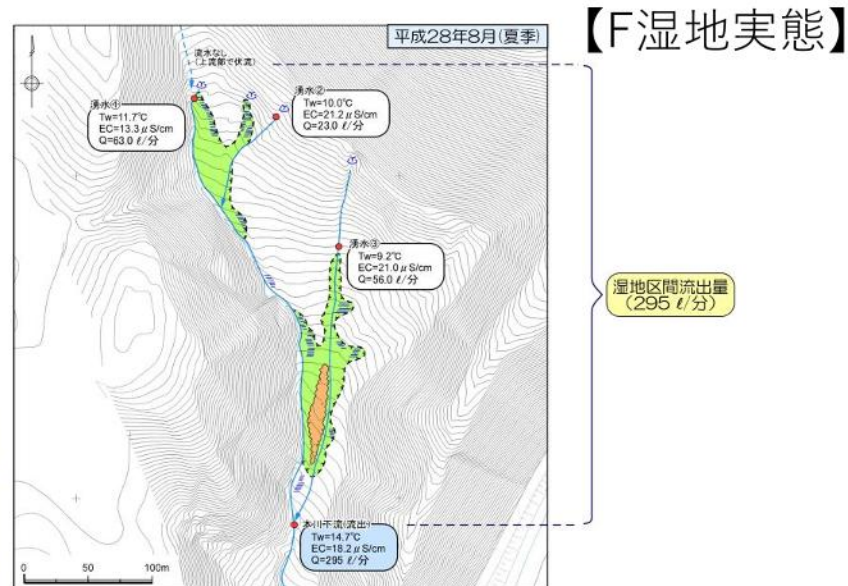 【F湿地実態】
平成28年8月(夏季)
流水なし
(上流部で伏流)
湧水①
Tw=11.7℃
EC=13.3μS/cm
Q=63.0 ℓ/分
湧水②
Tw=10.0℃
EC=21.2μS/cm
Q=23.0 ℓ/分
湧水③
Tw=9.2℃
EC=21.0μS/cm
Q=56.0 ℓ/分
湿地区間流出量
(295 ℓ/分)
本川下流(流出)
Tw=14.7℃
EC=18.2μS/cm
Q=295 ℓ/分
0 50 100m